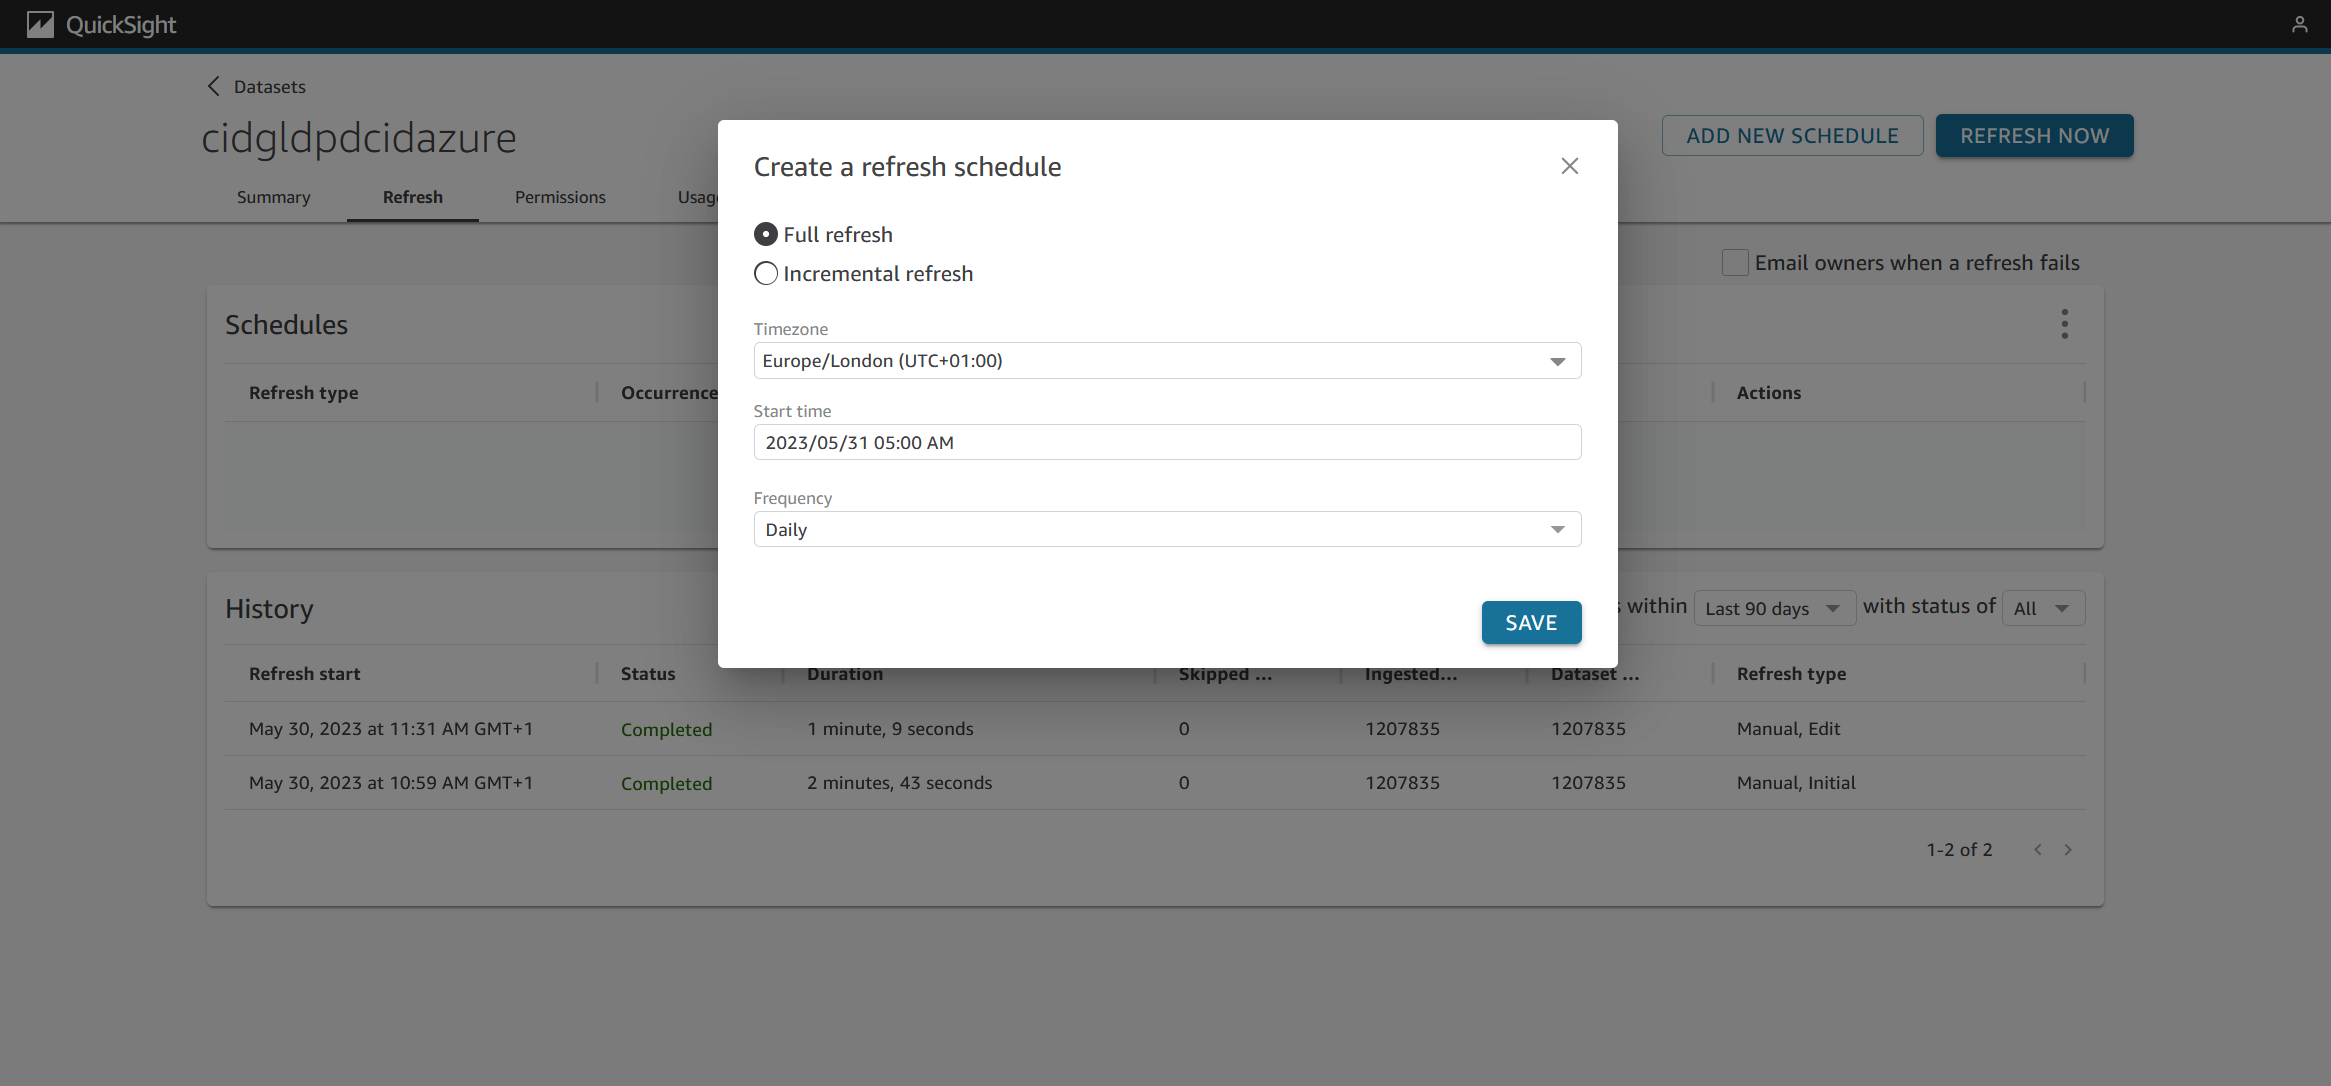 QuickSight
Datasets
cidgldpdcidazure
ADD NEW SCHEDULE
REFRESH NOW
Summary
Refresh
Permissions
Create a refresh schedule
Full refresh
Incremental refresh
Email owners when a refresh fails
Schedules
Timezone
Europe/London (UTC+01:00)
Refresh type
Occurrence
Actions
Start time
2023/05/31 05:00 AM
Frequency
Daily
SAVE
History
within Last 90 days with status of All
Refresh start Status Duration Skipped ... Ingested... Dataset ... Refresh type
May 30, 2023 at 11:31 AM GMT+1 Completed 1 minute, 9 seconds 0 1207835 1207835 Manual, Edit
May 30, 2023 at 10:59 AM GMT+1 Completed 2 minutes, 43 seconds 0 1207835 1207835 Manual, Initial
1-2 of 2